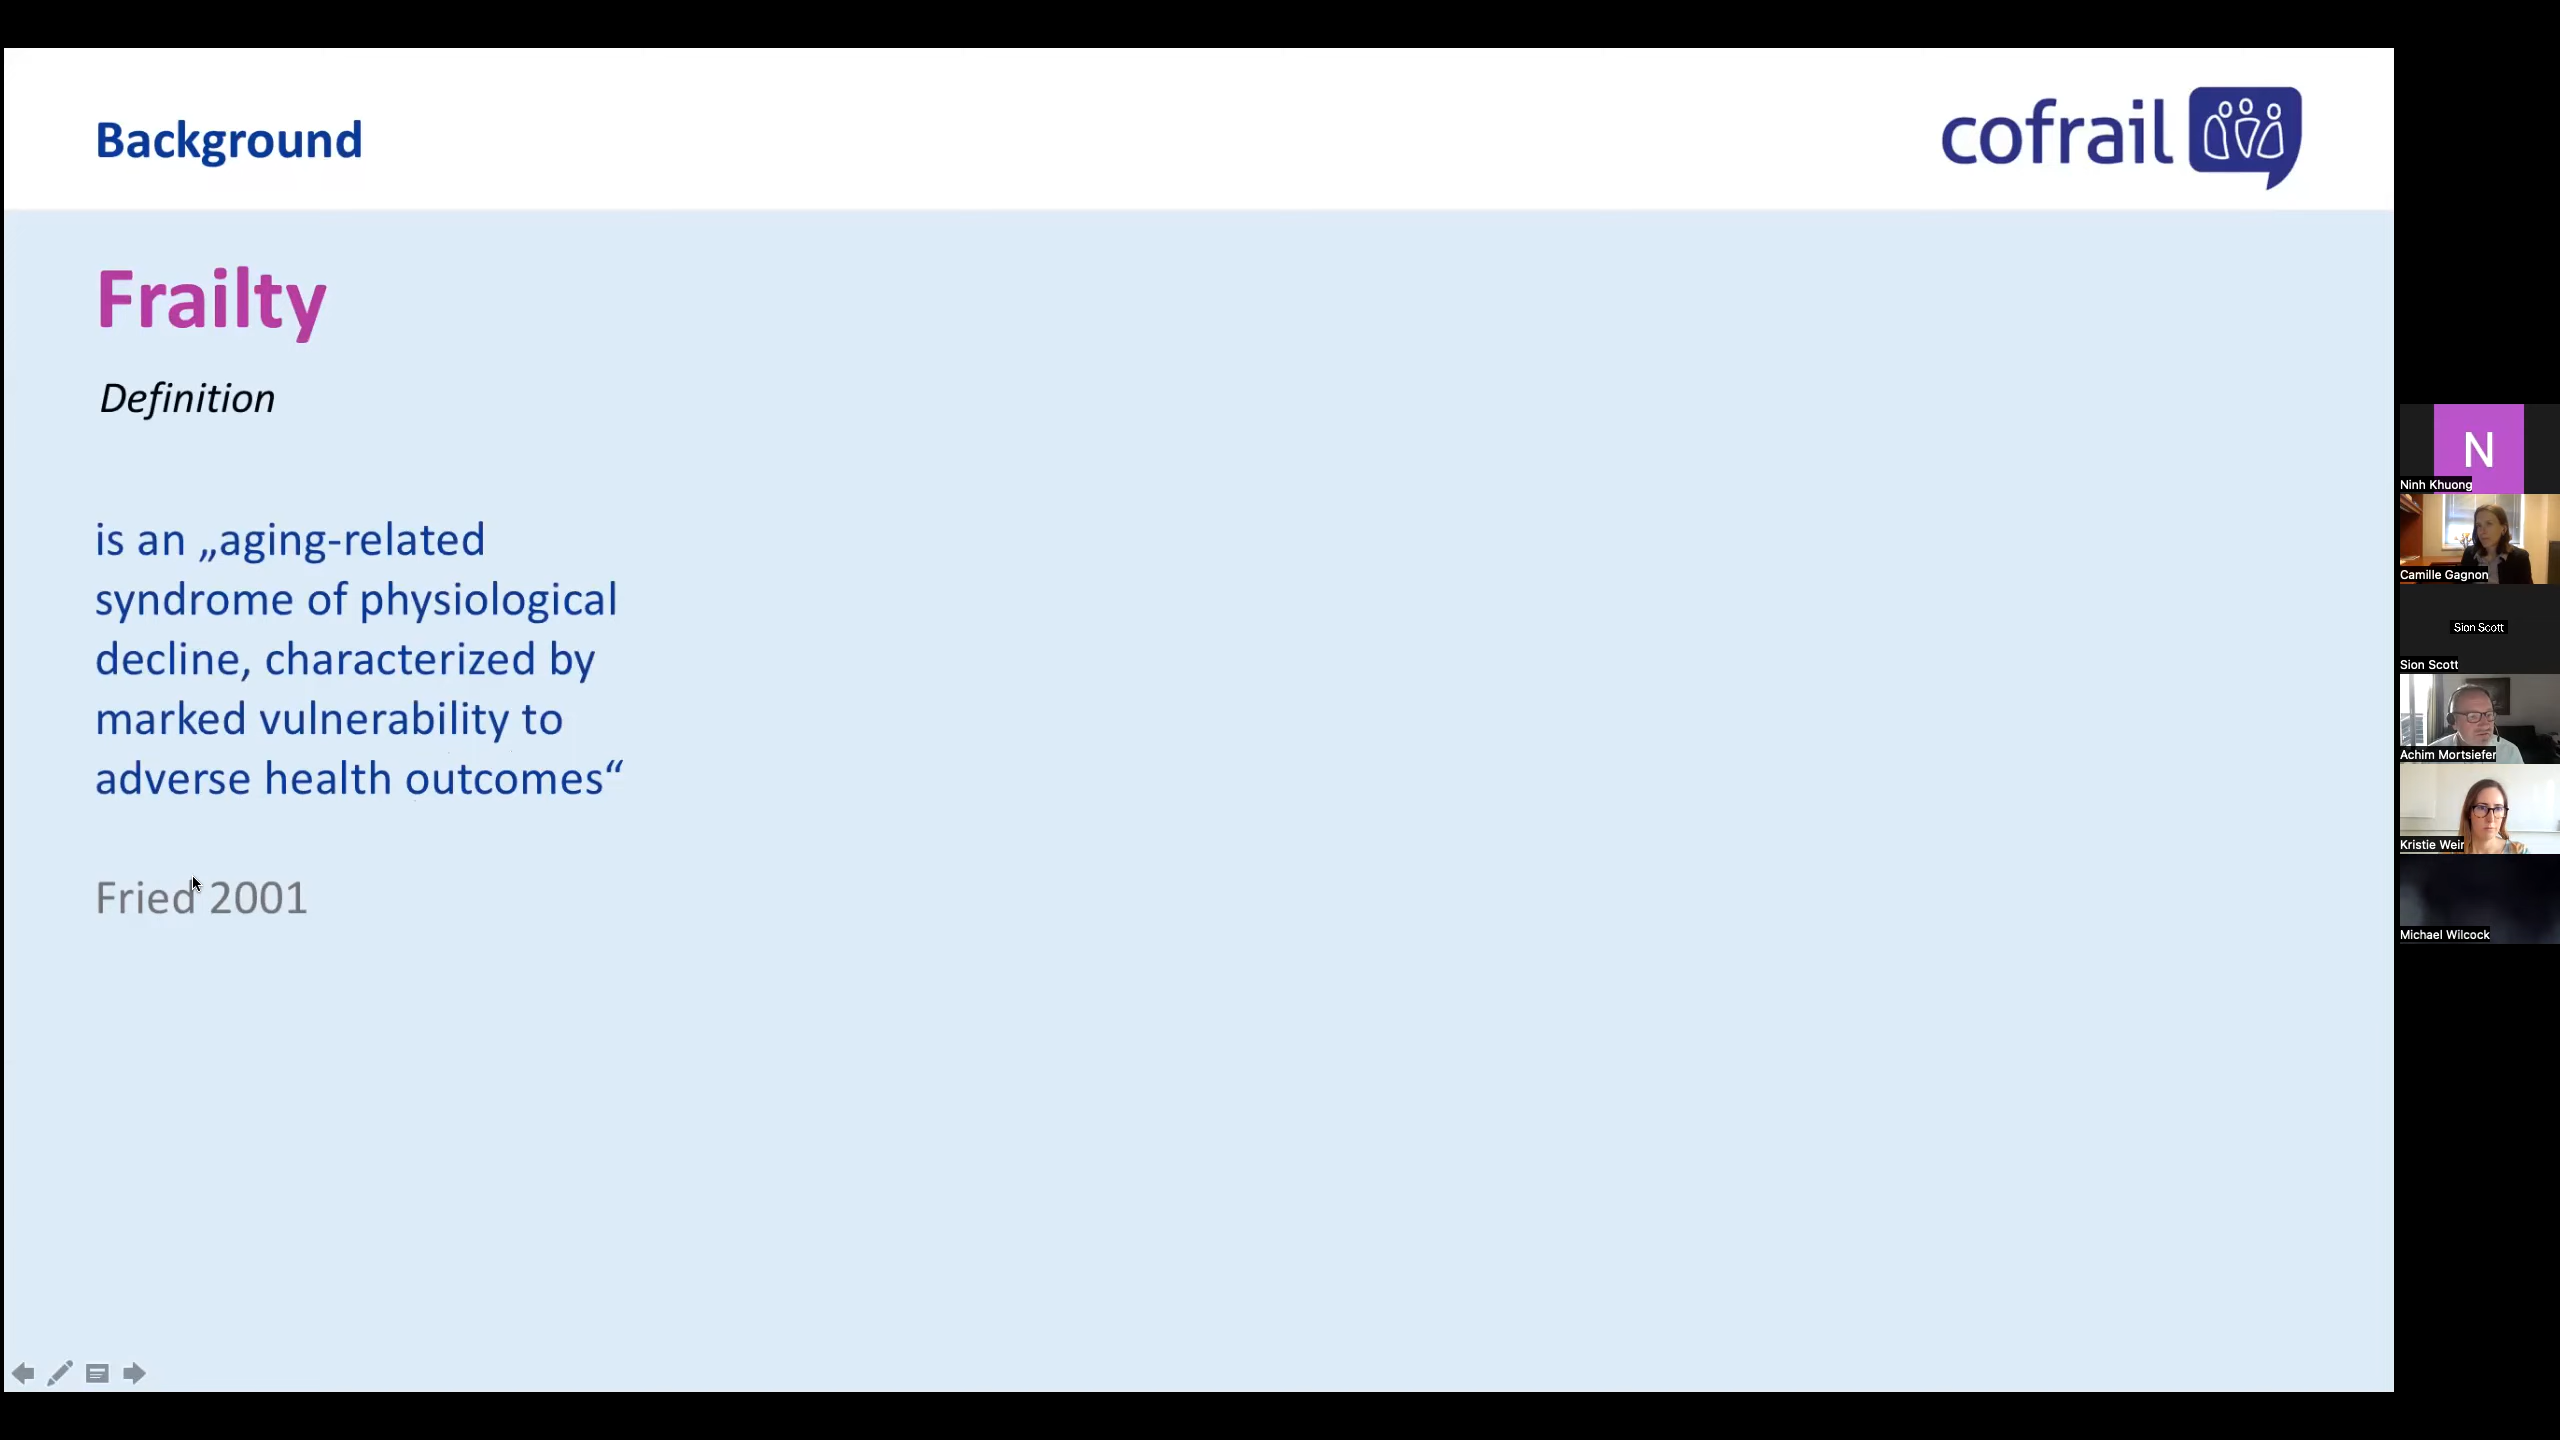 Background
cofrail
Frailty
Definition
is an „aging-related
syndrome of physiological
decline, characterized by
marked vulnerability to
adverse health outcomes“
Fried 2001
N
Ninh Khuong
Camille Gagnon
Sion Scott
Sion Scott
Achim Mortsiefer
Kristie Weir
Michael Wilcock